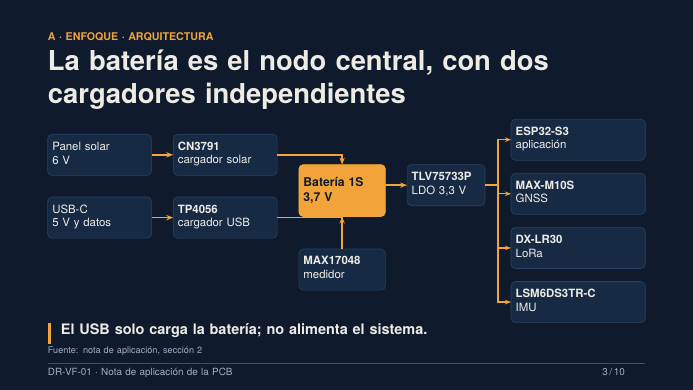 A · ENFOQUE · ARQUITECTURA
La batería es el nodo central, con dos
cargadores independientes
Panel solar
6 V
CN3791
cargador solar
USB-C
5 V y datos
TP4056
cargador USB
Batería 1S
3,7 V
MAX17048
medidor
TLV75733P
LDO 3,3 V
ESP32-S3
aplicación
MAX-M10S
GNSS
DX-LR30
LoRa
LSM6DS3TR-C
IMU
El USB solo carga la batería; no alimenta el sistema.
Fuente: nota de aplicación, sección 2
DR-VF-01 · Nota de aplicación de la PCB
3 / 10